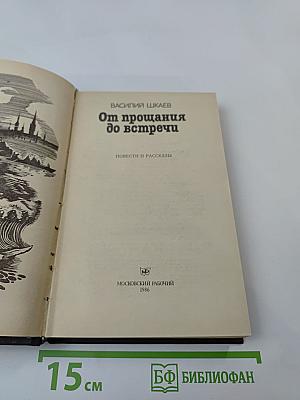 ВАСИЛИЙ ШКАЕВ
От прощания
до встречи
ПОВЕСТИ И РАССКАЗЫ
МОСКОВСКИЙ РАБОЧИЙ
1986
15 см
БФ БИБЛИОФАН